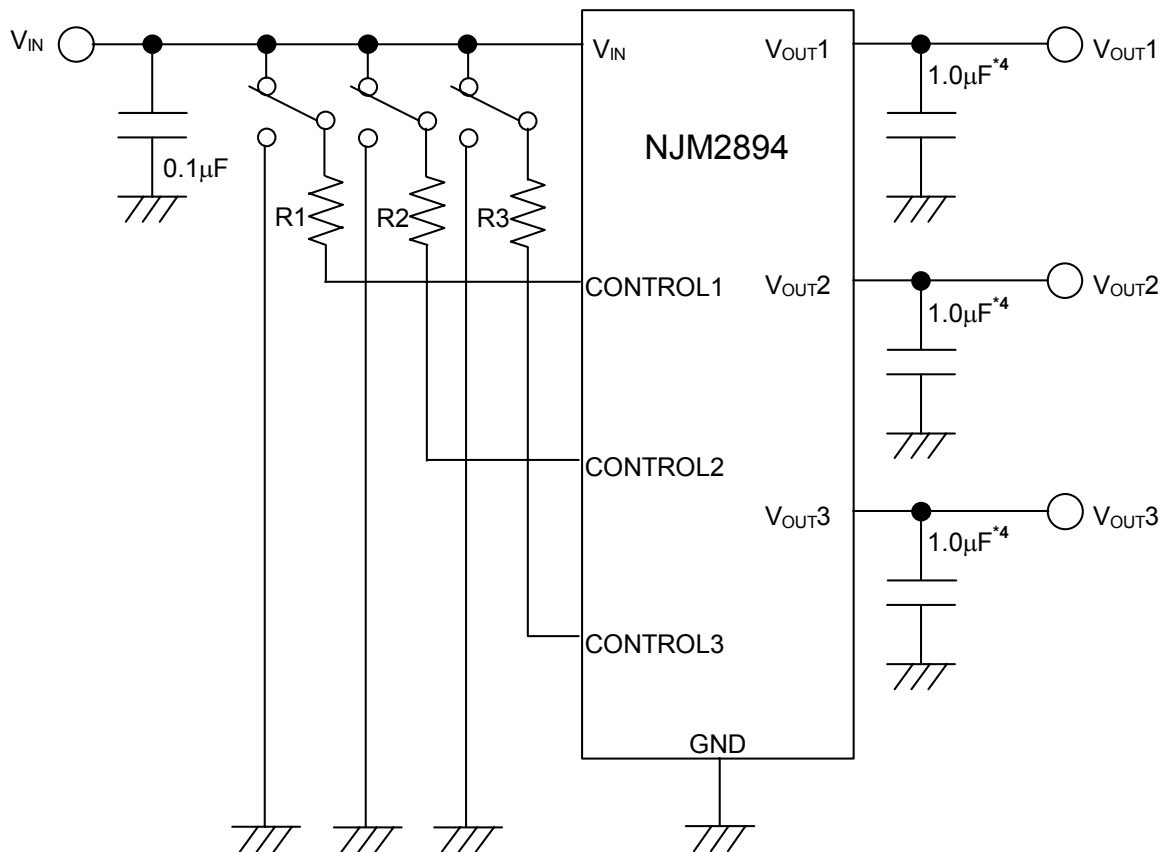 VIN
VIN
VOUT1
VOUT1
1.0μF*4
NJM2894
0.1μF
R1
R2
R3
CONTROL1
VOUT2
VOUT2
1.0μF*4
CONTROL2
VOUT3
VOUT3
1.0μF*4
CONTROL3
GND